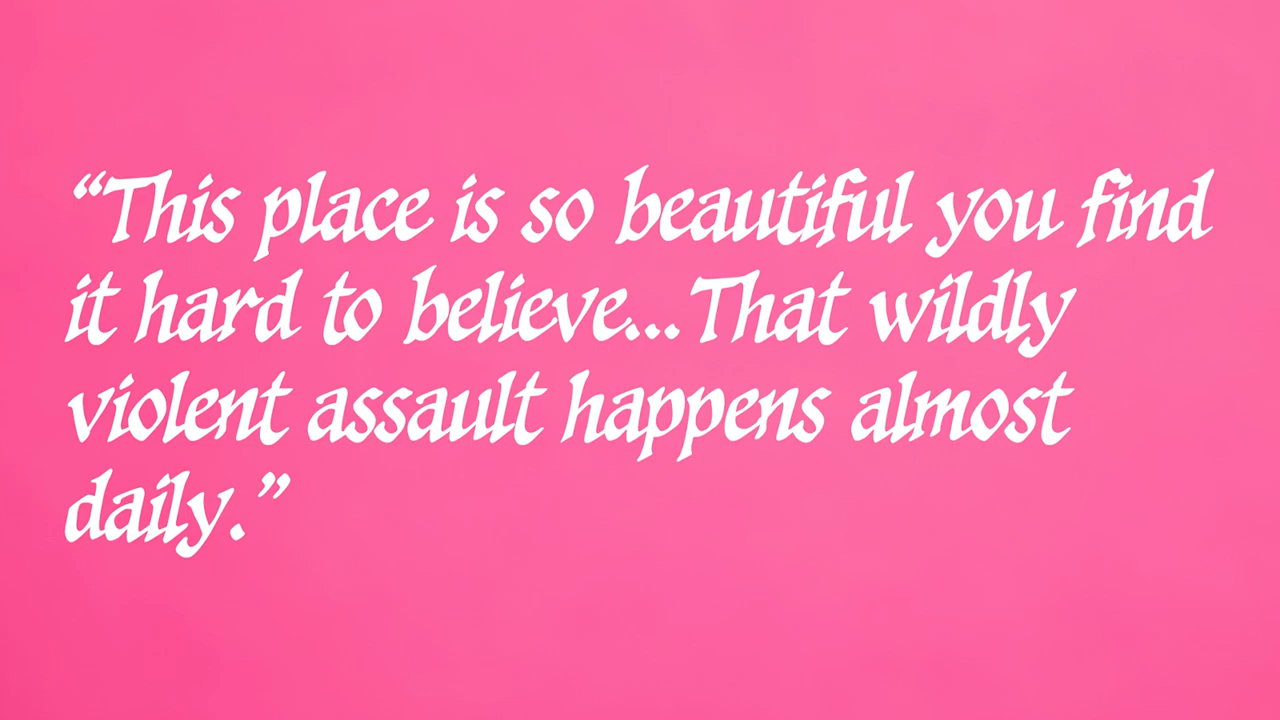 “This place is so beautiful you find
it hard to believe...That wildly
violent assault happens almost
daily.”